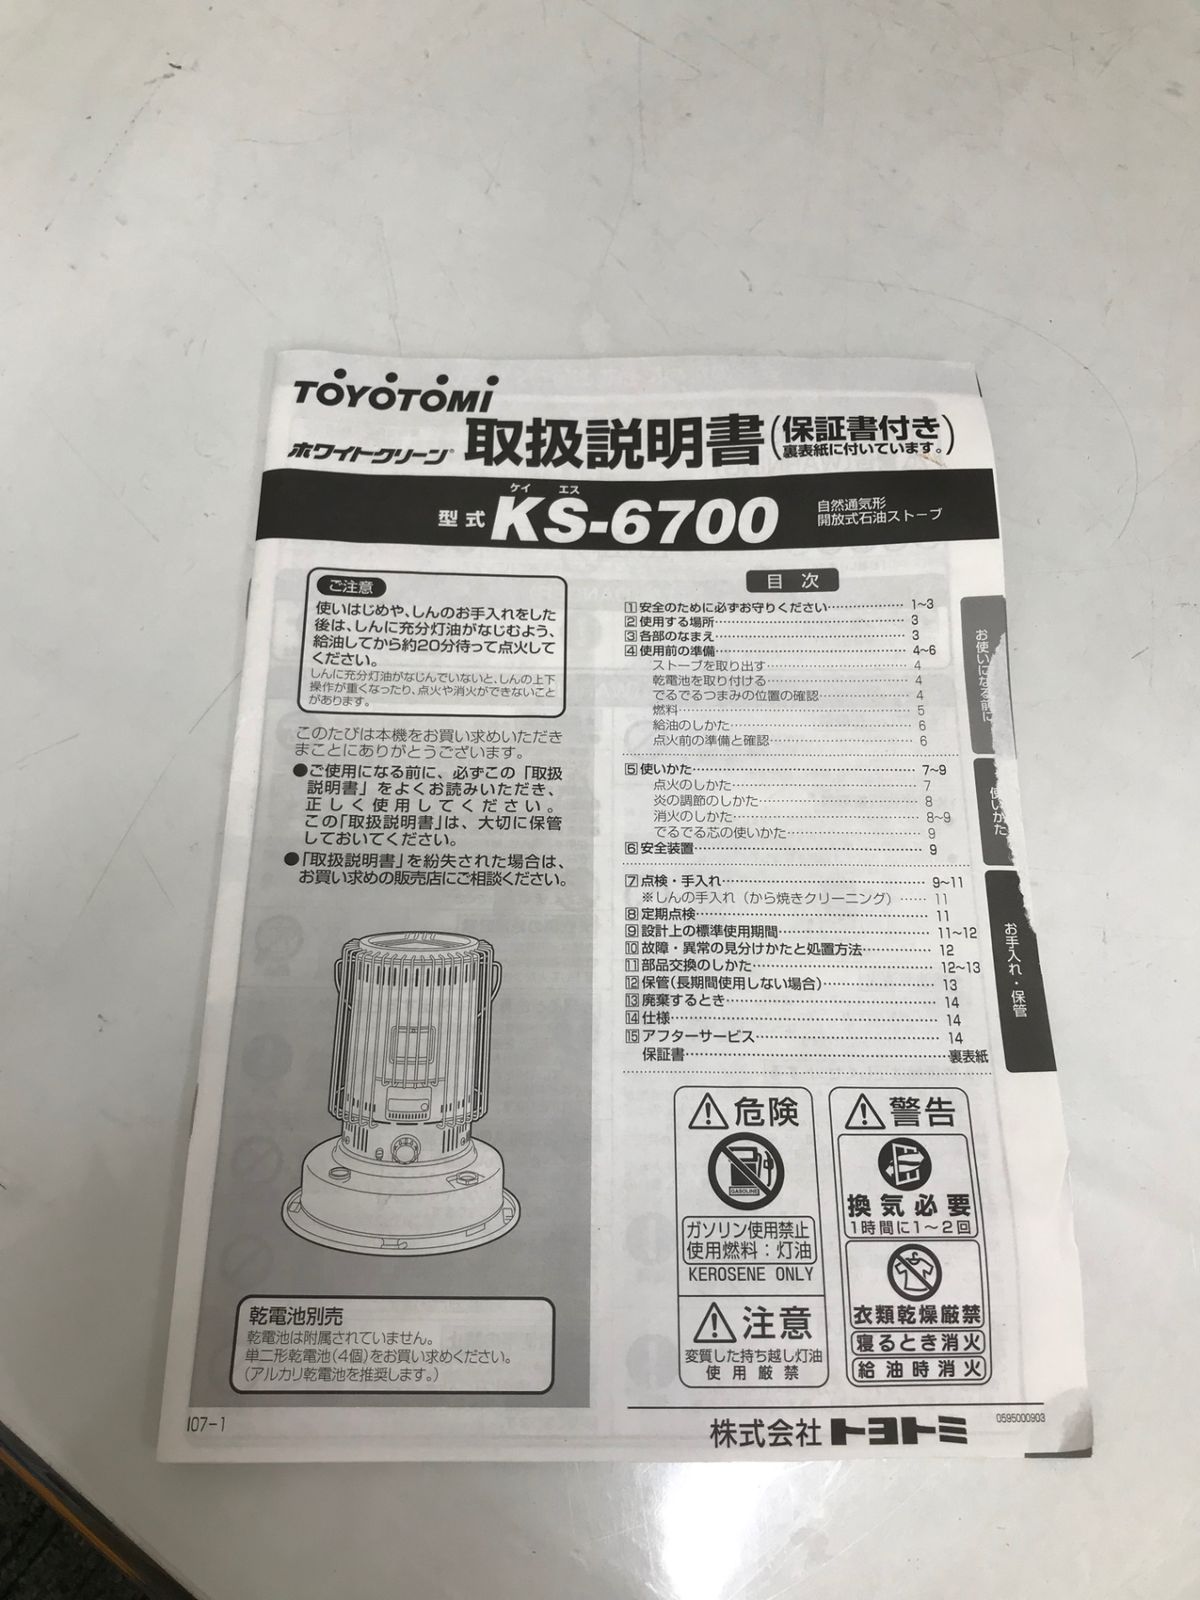 TOYOTOMI
ホワイトクリーン® 取扱説明書(保証書付き
裏表紙に付いています。)
ケイ エス
型式 KS-6700
自然通気形
開放式石油ストーブ
ご注意
使いはじめや、しんのお手入れをした
後は、しんに充分灯油がなじむよう、
給油してから約20分待って点火して
ください。
しんに充分灯油がなじんでいないと、しんの上下
操作が重くなったり、点火や消火ができないこと
があります。
このたびは本機をお買い求めいただき
まことにありがとうございます。
●ご使用になる前に、必ずこの「取扱
説明書」をよくお読みいただき、
正しく使用してください。
この「取扱説明書」は、大切に保管
しておいてください。
●「取扱説明書」を紛失された場合は、
お買い求めの販売店にご相談ください。
乾電池別売
乾電池は附属されていません。
単二形乾電池(4個)をお買い求めください。
(アルカリ乾電池を推奨します。)
I07-1
目 次
1 安全のために必ずお守りください……………… 1~3
2 使用する場所……………… 3
3 各部のなまえ……………… 3
4 使用前の準備……………… 4~6
ストーブを取り出す……………… 4
乾電池を取り付ける……………… 4
でるでるつまみの位置の確認……………… 4
燃料……………… 5
給油のしかた……………… 6
点火前の準備と確認……………… 6
5 使いかた……………… 7~9
点火のしかた……………… 7
炎の調節のしかた……………… 8
消火のしかた……………… 8~9
でるでる芯の使いかた……………… 9
6 安全装置……………… 9
7 点検・手入れ……………… 9~11
※しんの手入れ(から焼きクリーニング)…… 11
8 定期点検……………… 11
9 設計上の標準使用期間……………… 11~12
10 故障・異常の見分けかたと処置方法……………… 12
11 部品交換のしかた……………… 12~13
12 保管(長期間使用しない場合)……………… 13
13 廃棄するとき……………… 14
14 仕様……………… 14
15 アフターサービス……………… 14
保証書……………… 裏表紙
お使いになる前に
使いかた
お手入れ・保管
危険
GASOLINE
ガソリン使用禁止
使用燃料：灯油
KEROSENE ONLY
注意
変質した持ち越し灯油
使用厳禁
警告
換気必要
1時間に1~2回
衣類乾燥厳禁
寝るとき消火
給油時消火
株式会社 トヨトミ
0595000903